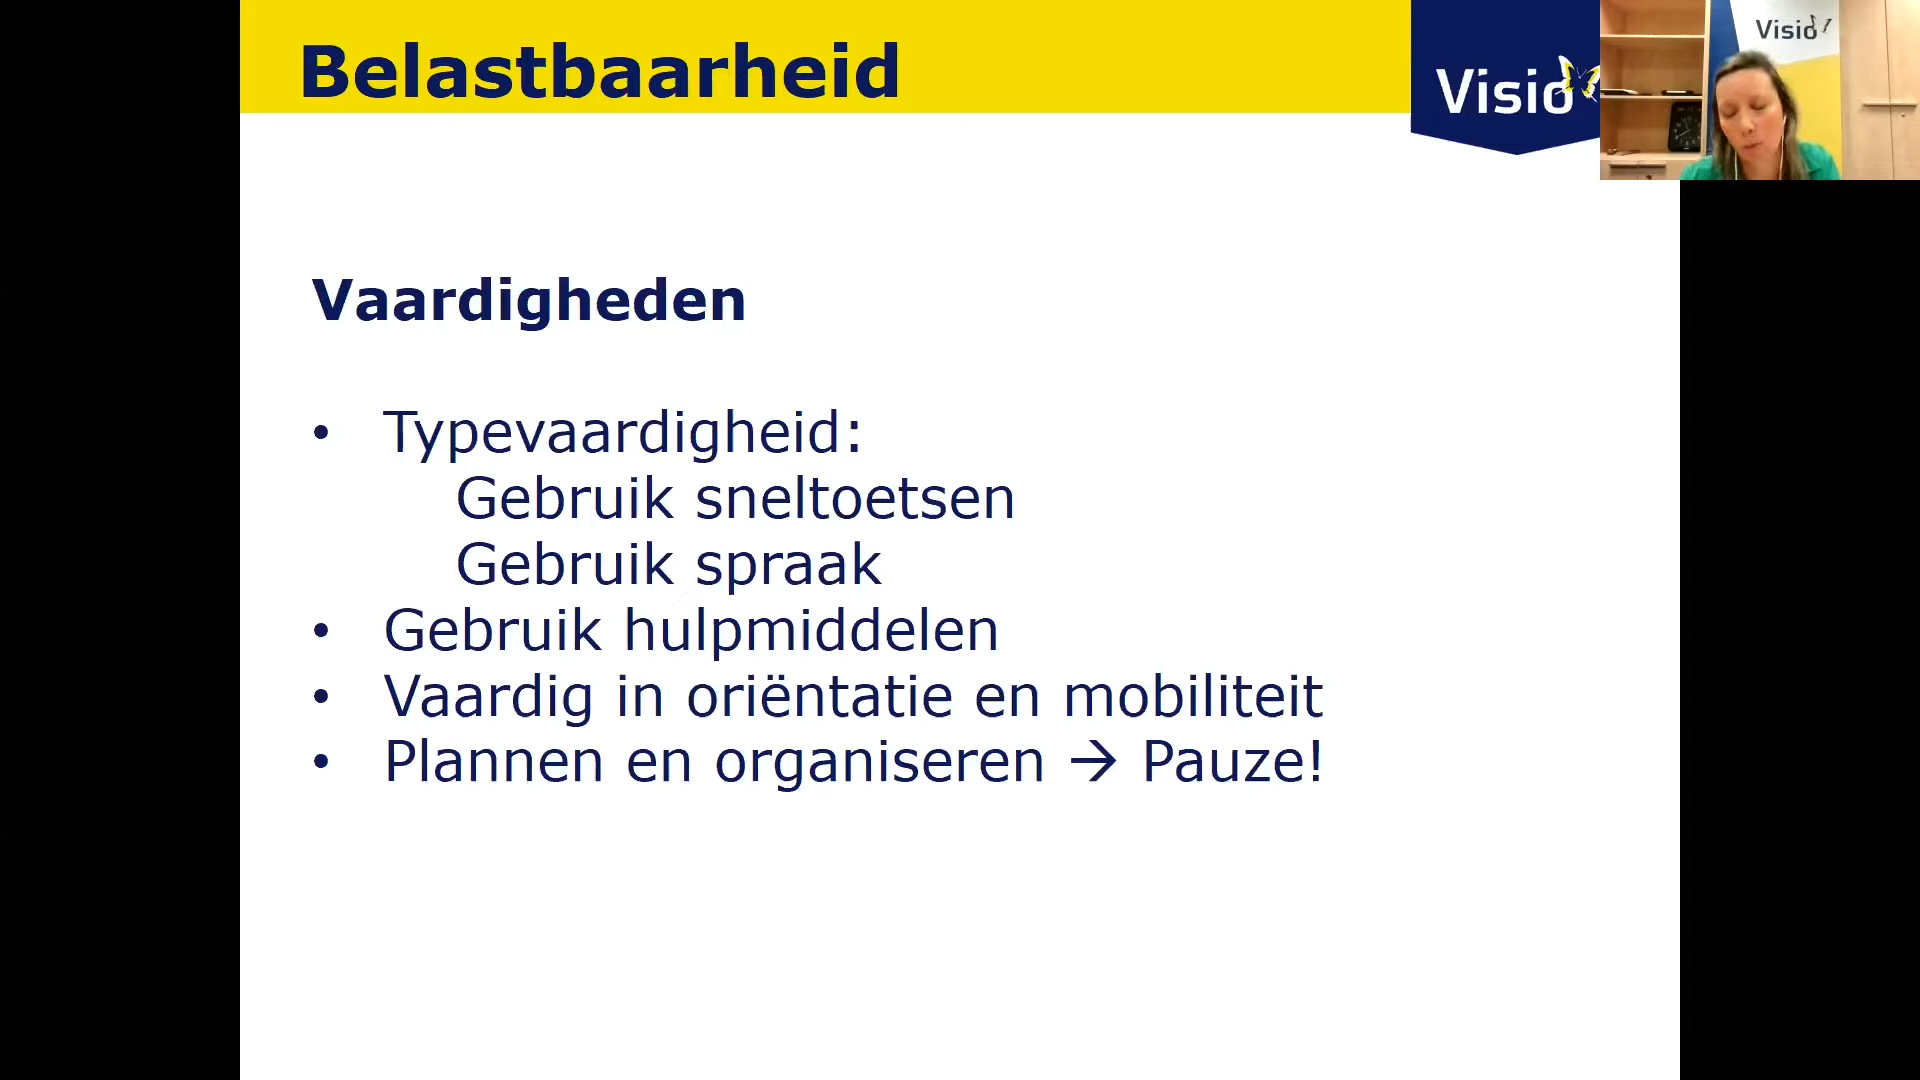 Belastbaarheid
Visio
Visio
Vaardigheden
• Typevaardigheid:
Gebruik sneltoetsen
Gebruik spraak
• Gebruik hulpmiddelen
• Vaardig in oriëntatie en mobiliteit
• Plannen en organiseren → Pauze!